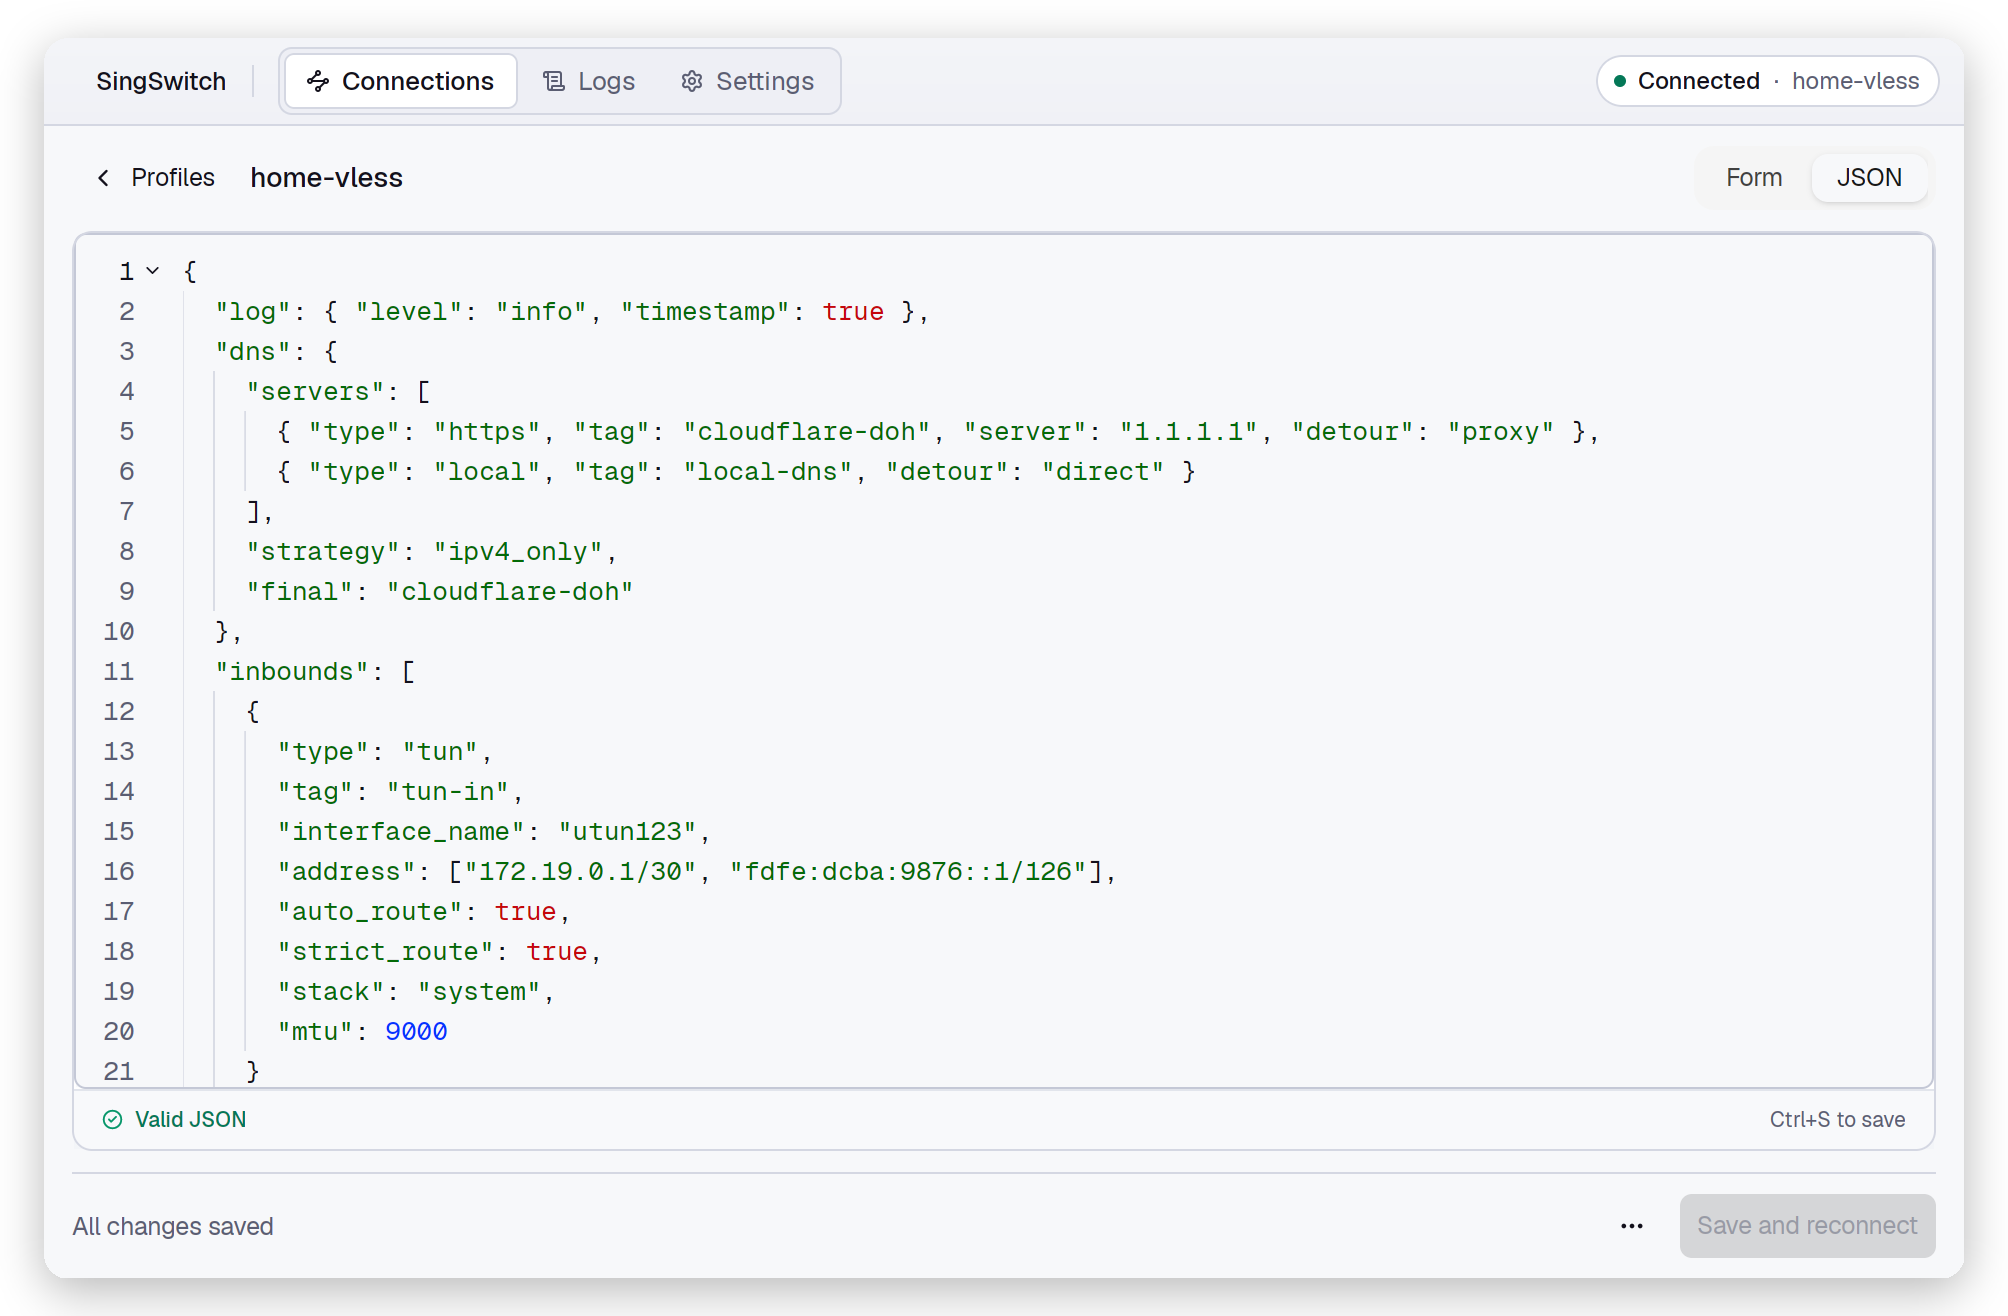 SingSwitch
Connections
Logs
Settings
Connected · home-vless
Profiles
home-vless
Form
JSON
1 {
2 "log": { "level": "info", "timestamp": true },
3 "dns": {
4 "servers": [
5 { "type": "https", "tag": "cloudflare-doh", "server": "1.1.1.1", "detour": "proxy" },
6 { "type": "local", "tag": "local-dns", "detour": "direct" }
7 ],
8 "strategy": "ipv4_only",
9 "final": "cloudflare-doh"
10 },
11 "inbounds": [
12 {
13 "type": "tun",
14 "tag": "tun-in",
15 "interface_name": "utun123",
16 "address": ["172.19.0.1/30", "fdfe:dcba:9876::1/126"],
17 "auto_route": true,
18 "strict_route": true,
19 "stack": "system",
20 "mtu": 9000
21 }
Valid JSON
Ctrl+S to save
All changes saved
Save and reconnect